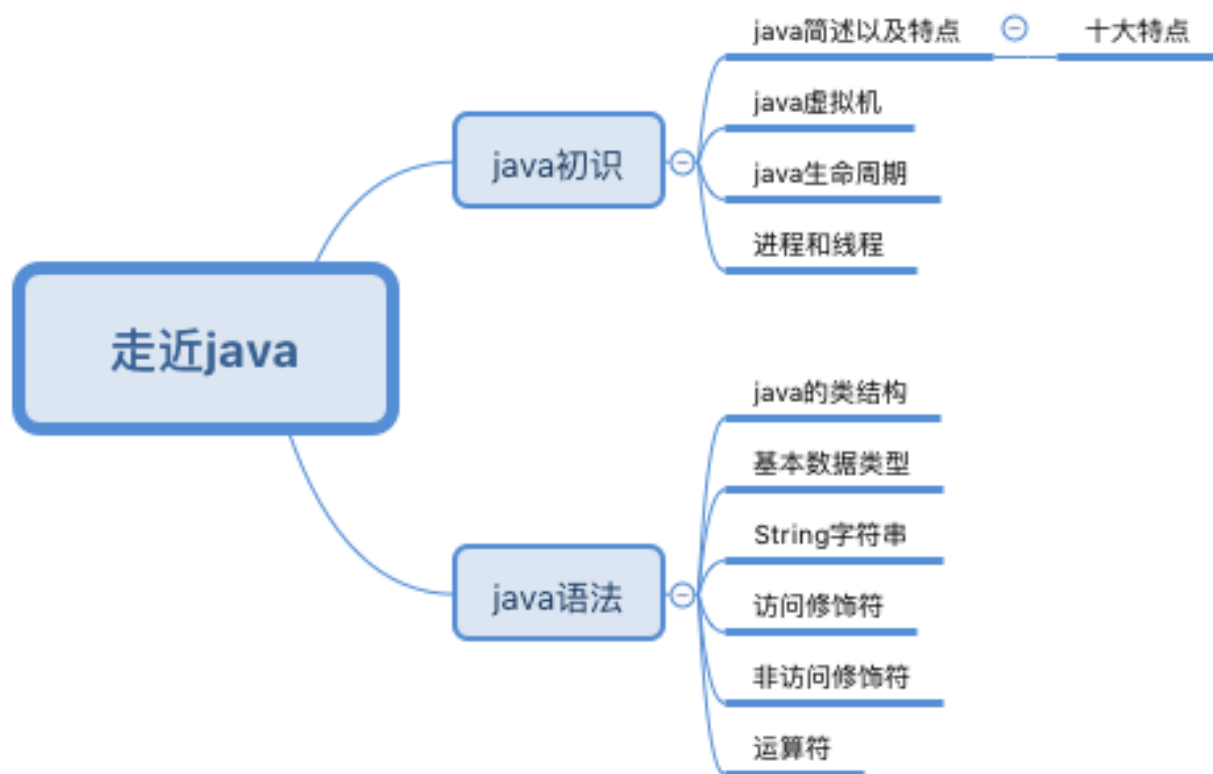 走近java
java初识
java简述以及特点
十大特点
java虚拟机
java生命周期
进程和线程
java语法
java的类结构
基本数据类型
String字符串
访问修饰符
非访问修饰符
运算符